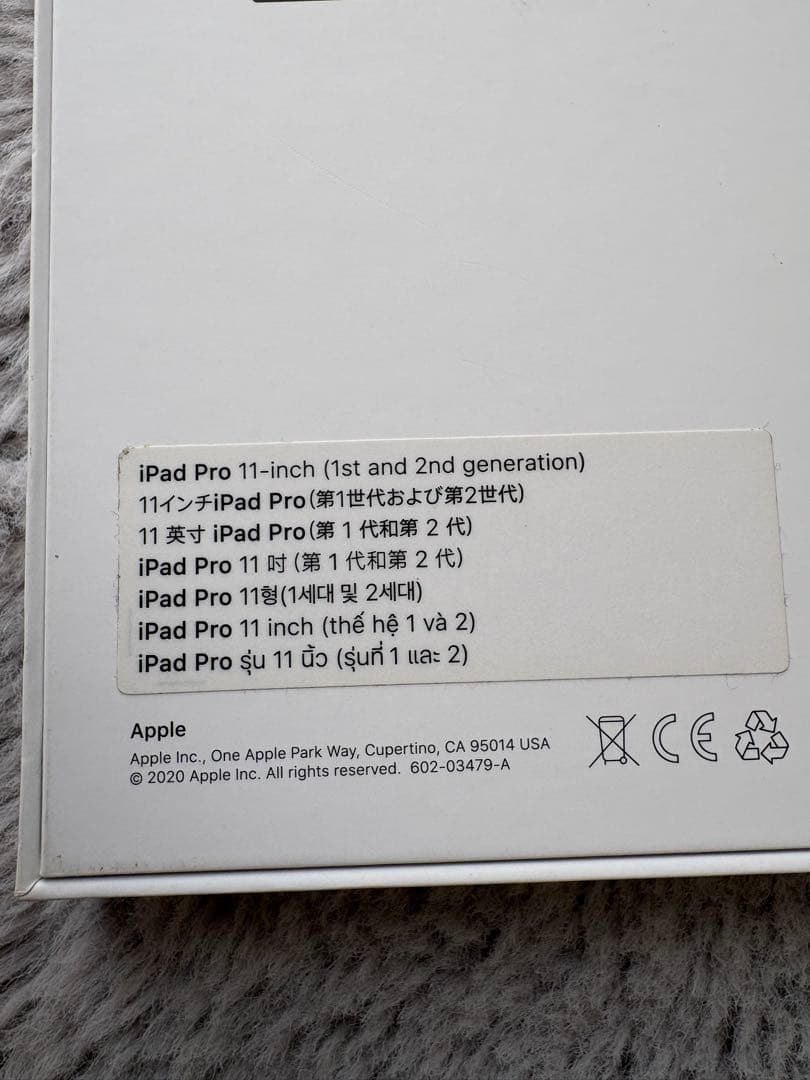 iPad Pro 11-inch (1st and 2nd generation)
11インチiPad Pro(第1世代および第2世代)
11 英寸 iPad Pro(第 1 代和第 2 代)
iPad Pro 11 吋 (第 1 代和第 2 代)
iPad Pro 11형(1세대 및 2세대)
iPad Pro 11 inch (thế hệ 1 và 2)
iPad Pro รุ่น 11 นิ้ว (รุ่นที่ 1 และ 2)
Apple
Apple Inc., One Apple Park Way, Cupertino, CA 95014 USA
© 2020 Apple Inc. All rights reserved. 602-03479-A
CE